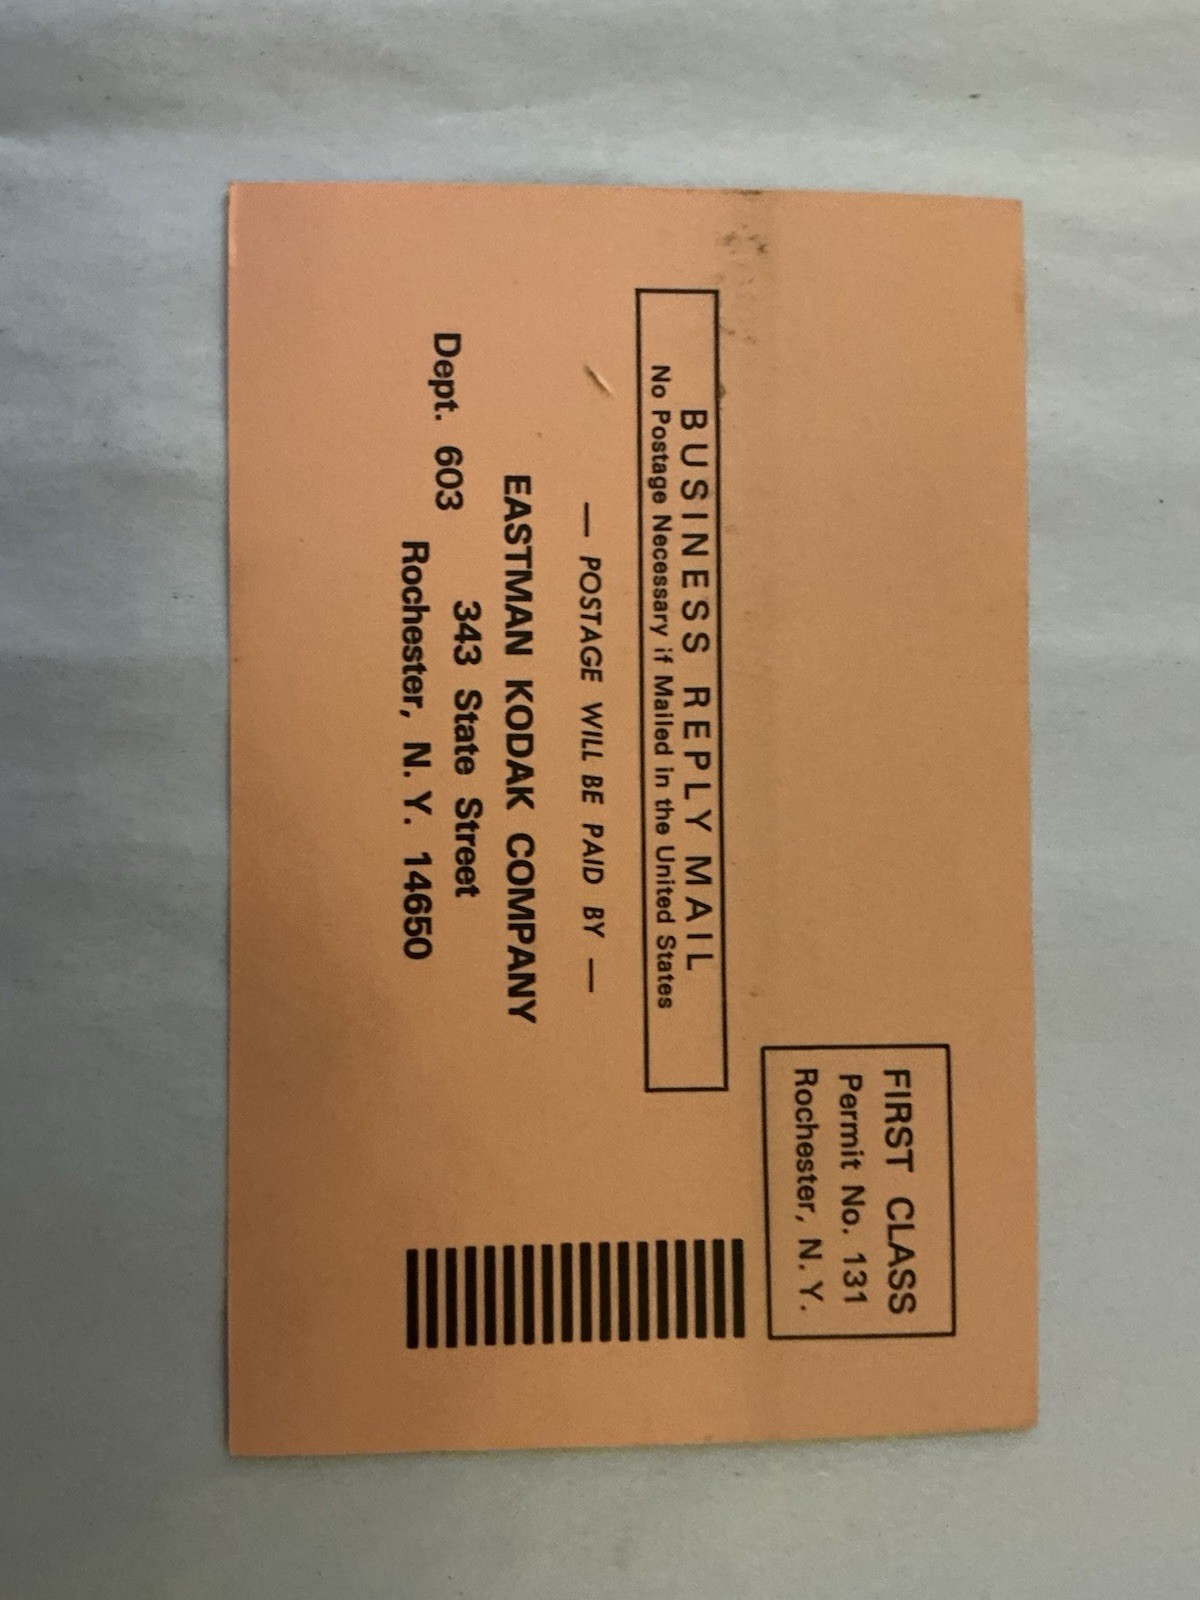 FIRST CLASS
Permit No. 131
Rochester, N. Y.
BUSINESS REPLY MAIL
No Postage Necessary if Mailed in the United States
— POSTAGE WILL BE PAID BY —
EASTMAN KODAK COMPANY
343 State Street
Dept. 603
Rochester, N. Y. 14650